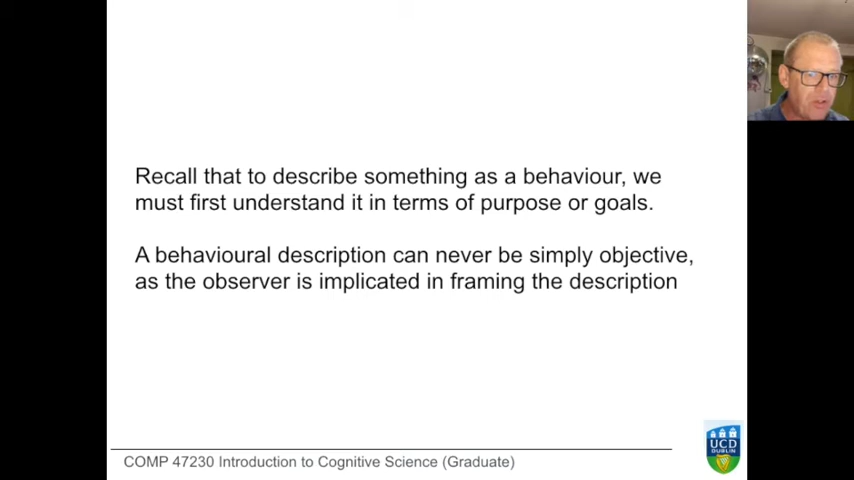 Recall that to describe something as a behaviour, we
must first understand it in terms of purpose or goals.
A behavioural description can never be simply objective,
as the observer is implicated in framing the description
COMP 47230 Introduction to Cognitive Science (Graduate)
UCD
DUBLIN